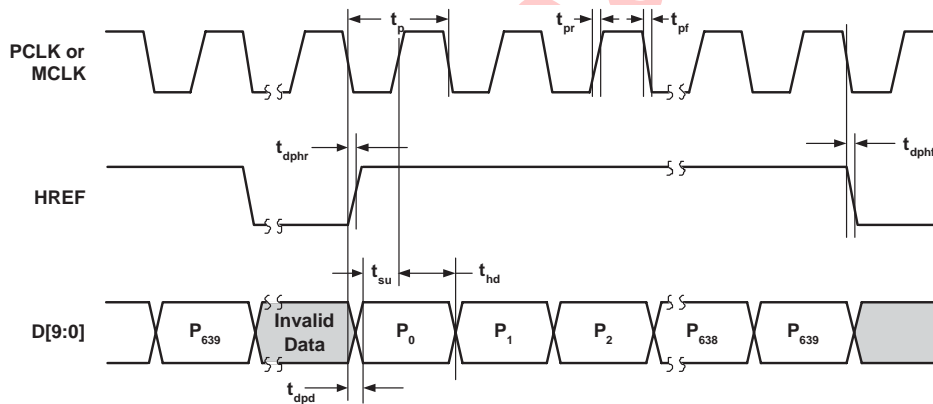 t_p
t_pr
t_pf
PCLK or
MCLK
t_dphr
t_dphf
HREF
t_su
t_hd
D[9:0]
P_639
Invalid
Data
P_0
P_1
P_2
P_638
P_639
t_dpd